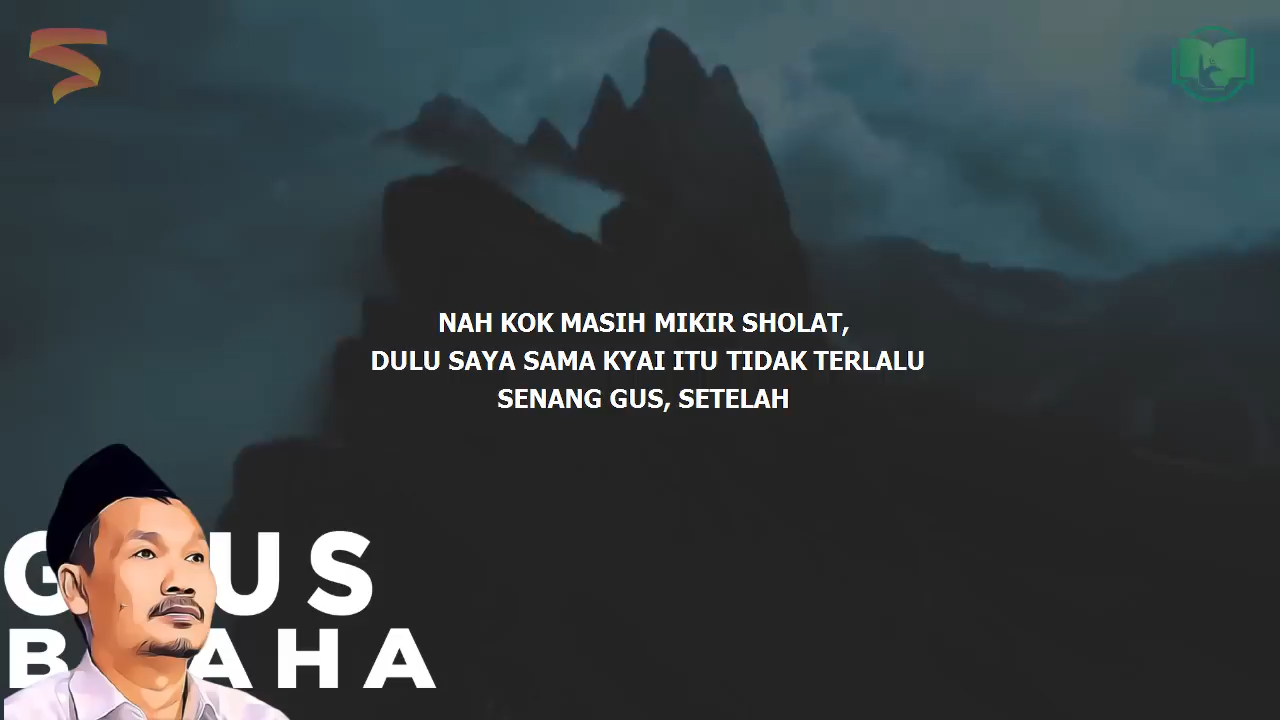 NAH KOK MASIH MIKIR SHOLAT,
DULU SAYA SAMA KYAI ITU TIDAK TERLALU
SENANG GUS, SETELAH
GUS
BAHA